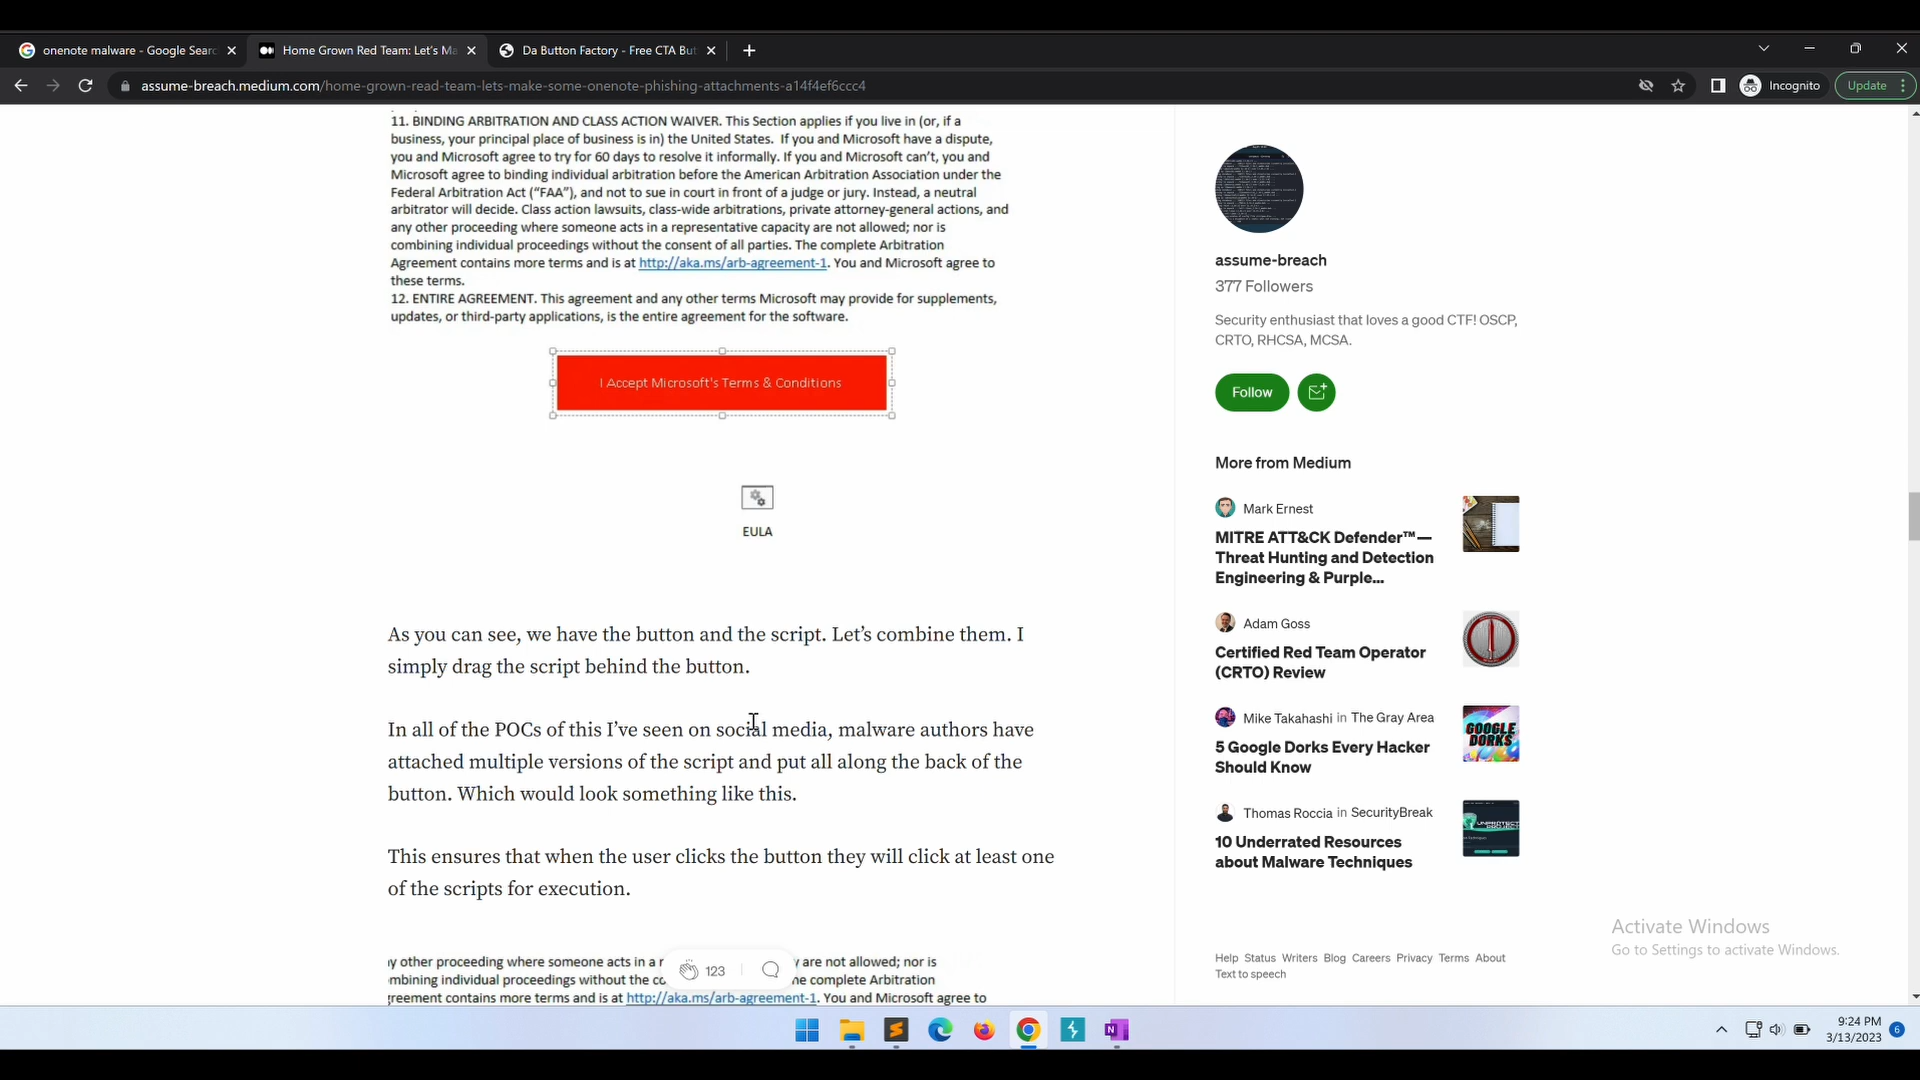 onenote malware - Google Searc
Home Grown Red Team: Let's Ma
Da Button Factory - Free CTA But
assume-breach.medium.com/home-grown-read-team-lets-make-some-onenote-phishing-attachments-a14f4ef6ccc4
Incognito
Update
11. BINDING ARBITRATION AND CLASS ACTION WAIVER. This Section applies if you live in (or, if a
business, your principal place of business is in) the United States. If you and Microsoft have a dispute,
you and Microsoft agree to try for 60 days to resolve it informally. If you and Microsoft can't, you and
Microsoft agree to binding individual arbitration before the American Arbitration Association under the
Federal Arbitration Act ("FAA"), and not to sue in court in front of a judge or jury. Instead, a neutral
arbitrator will decide. Class action lawsuits, class-wide arbitrations, private attorney-general actions, and
any other proceeding where someone acts in a representative capacity are not allowed; nor is
combining individual proceedings without the consent of all parties. The complete Arbitration
Agreement contains more terms and is at http://aka.ms/arb-agreement-1. You and Microsoft agree to
these terms.
12. ENTIRE AGREEMENT. This agreement and any other terms Microsoft may provide for supplements,
updates, or third-party applications, is the entire agreement for the software.
I Accept Microsoft's Terms & Conditions
EULA
As you can see, we have the button and the script. Let's combine them. I
simply drag the script behind the button.
In all of the POCs of this I've seen on social media, malware authors have
attached multiple versions of the script and put all along the back of the
button. Which would look something like this.
This ensures that when the user clicks the button they will click at least one
of the scripts for execution.
y other proceeding where someone acts in a r y are not allowed; nor is
mbining individual proceedings without the co ne complete Arbitration
greement contains more terms and is at http://aka.ms/arb-agreement-1. You and Microsoft agree to
123
assume-breach
377 Followers
Security enthusiast that loves a good CTF! OSCP,
CRTO, RHCSA, MCSA.
Follow
More from Medium
Mark Ernest
MITRE ATT&CK Defender™ —
Threat Hunting and Detection
Engineering & Purple...
Adam Goss
Certified Red Team Operator
(CRTO) Review
Mike Takahashi in The Gray Area
5 Google Dorks Every Hacker
Should Know
GOOGLE
DORKS
Thomas Roccia in SecurityBreak
10 Underrated Resources
about Malware Techniques
Help Status Writers Blog Careers Privacy Terms About
Text to speech
Activate Windows
Go to Settings to activate Windows.
9:24 PM
3/13/2023
6